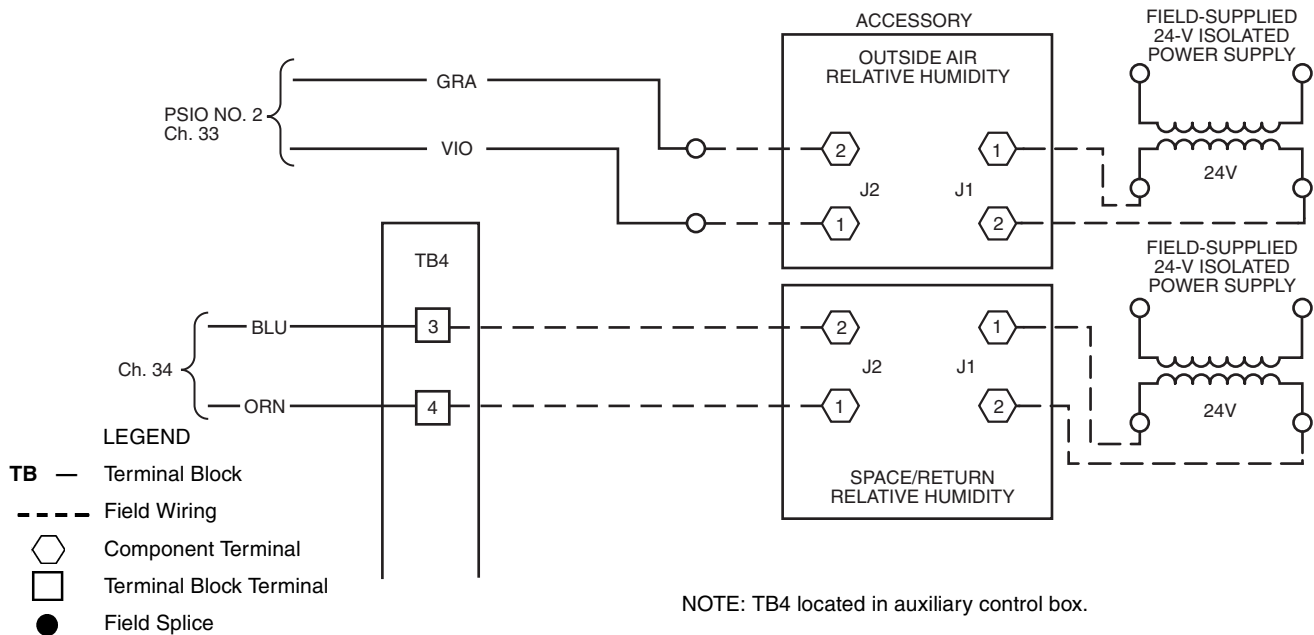 ACCESSORY
FIELD-SUPPLIED
24-V ISOLATED
POWER SUPPLY
OUTSIDE AIR
RELATIVE HUMIDITY
GRA
PSIO NO. 2
Ch. 33
VIO
2
1
J2
J1
1
2
24V
TB4
FIELD-SUPPLIED
24-V ISOLATED
POWER SUPPLY
BLU
3
2
1
Ch. 34
J2
J1
ORN
4
1
2
24V
SPACE/RETURN
RELATIVE HUMIDITY
LEGEND
TB — Terminal Block
Field Wiring
Component Terminal
Terminal Block Terminal
Field Splice
NOTE: TB4 located in auxiliary control box.